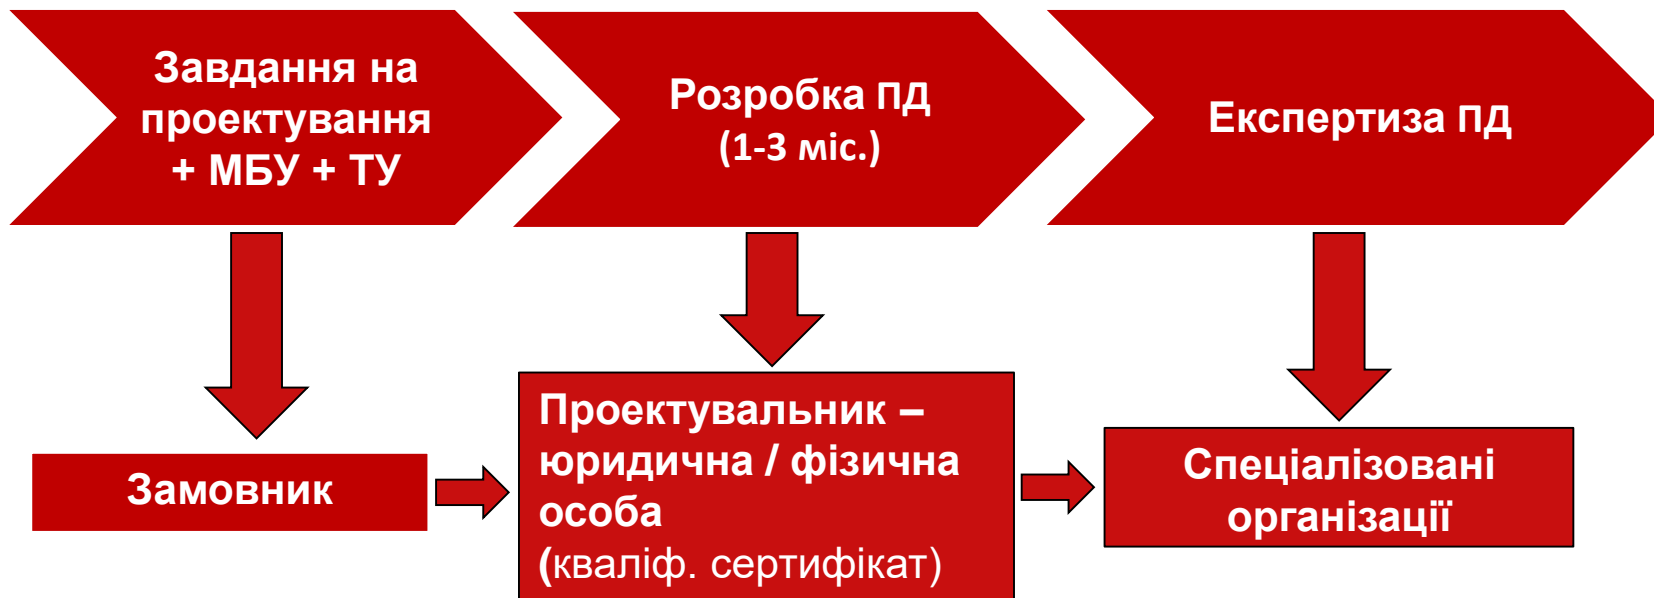 Завдання на
проектування
+ МБУ + ТУ
Розробка ПД
(1-3 міс.)
Експертиза ПД
Замовник
Проектувальник –
юридична / фізична
особа
(кваліф. сертифікат)
Спеціалізовані
організації